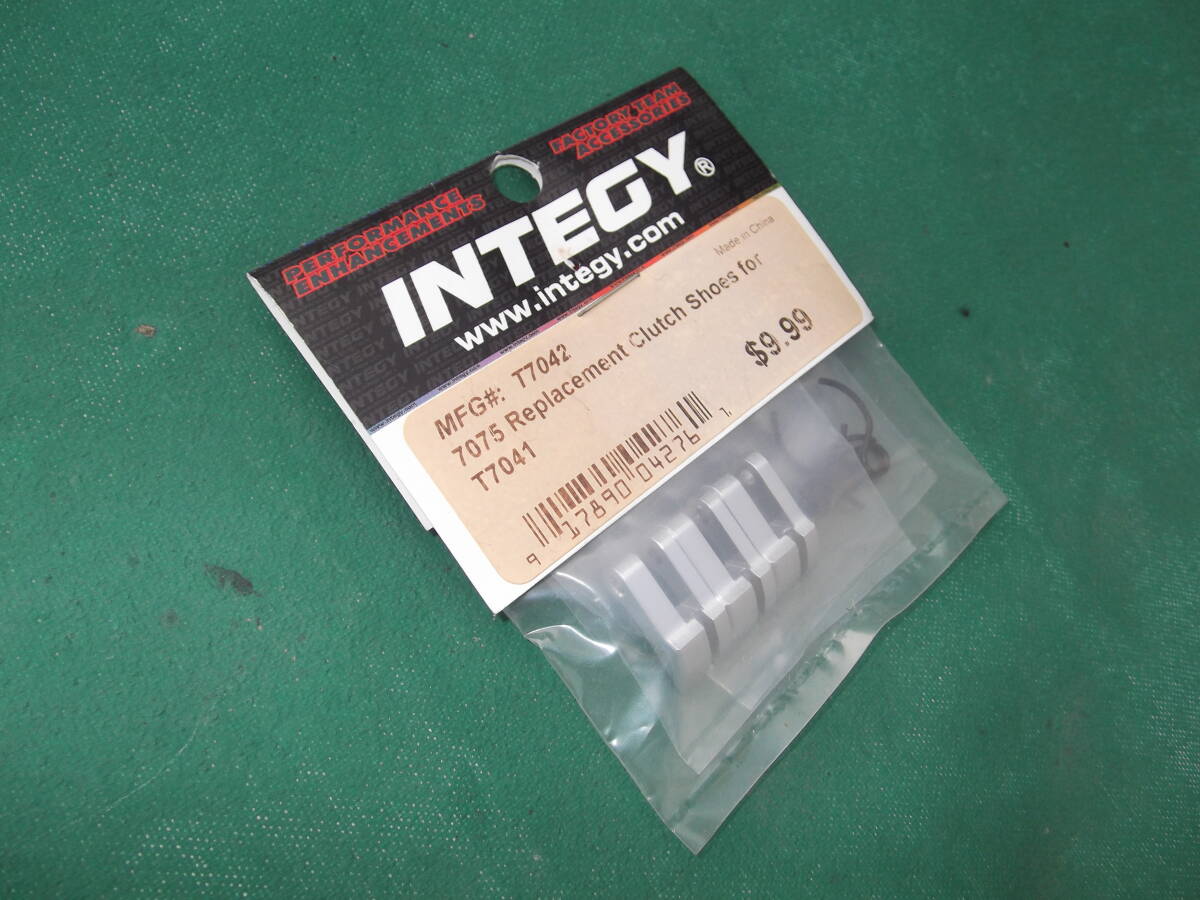 PERFORMANCE
ENHANCEMENTS
FACTORY TEAM
ACCESSORIES
INTEGY®
www.integy.com
Made in China
MFG#: T7042
7075 Replacement Clutch Shoes for
T7041
$9.99
9 17890 04276 7